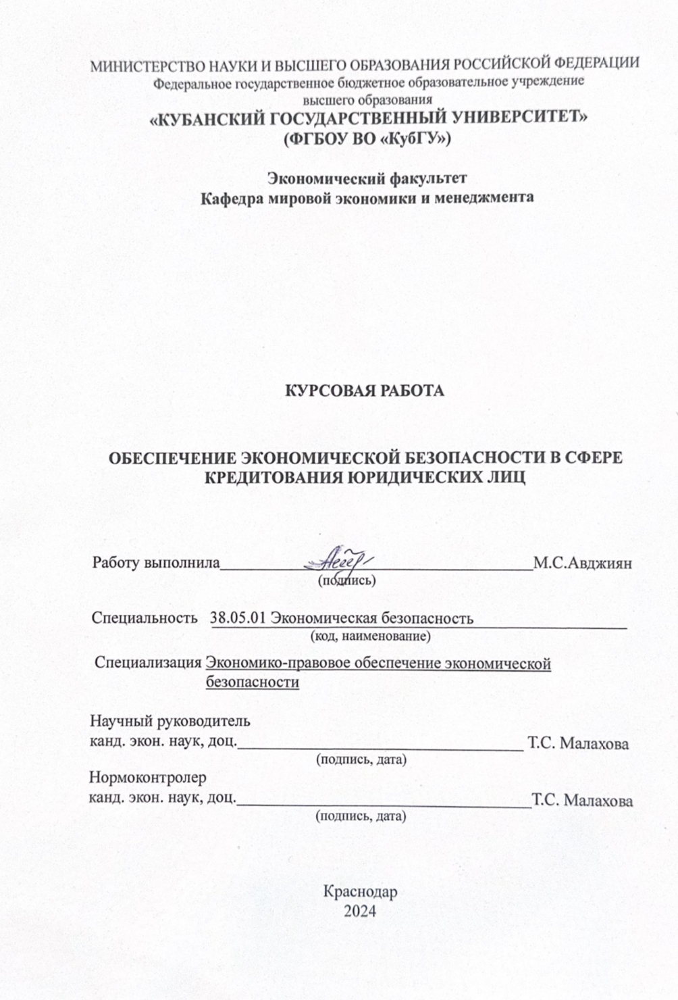 МИНИСТЕРСТВО НАУКИ И ВЫСШЕГО ОБРАЗОВАНИЯ РОССИЙСКОЙ ФЕДЕРАЦИИ
Федеральное государственное бюджетное образовательное учреждение
высшего образования
«КУБАНСКИЙ ГОСУДАРСТВЕННЫЙ УНИВЕРСИТЕТ»
(ФГБОУ ВО «КубГУ»)
Экономический факультет
Кафедра мировой экономики и менеджмента
КУРСОВАЯ РАБОТА
ОБЕСПЕЧЕНИЕ ЭКОНОМИЧЕСКОЙ БЕЗОПАСНОСТИ В СФЕРЕ
КРЕДИТОВАНИЯ ЮРИДИЧЕСКИХ ЛИЦ
Работу выполнила М.С.Авджиян
(подпись)
Специальность 38.05.01 Экономическая безопасность
(код, наименование)
Специализация Экономико-правовое обеспечение экономической
безопасности
Научный руководитель
канд. экон. наук, доц. Т.С. Малахова
(подпись, дата)
Нормоконтролер
канд. экон. наук, доц. Т.С. Малахова
(подпись, дата)
Краснодар
2024